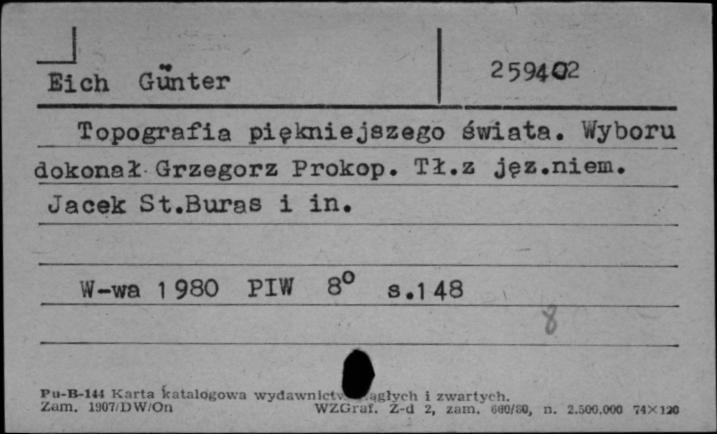 Eich Günter 259402
Topografia piękniejszego świata. Wyboru
dokonał Grzegorz Prokop. Tł.z jęz.niem.
Jacek St.Buras i in.
W-wa 1980 PIW 8° s.148
8
Pu-B-144 Karta katalogowa wydawnictw ciągłych i zwartych.
Zam. 1907/DW/On WZGraf. Z-d 2, zam. 660/80, n. 2.500.000 74×120